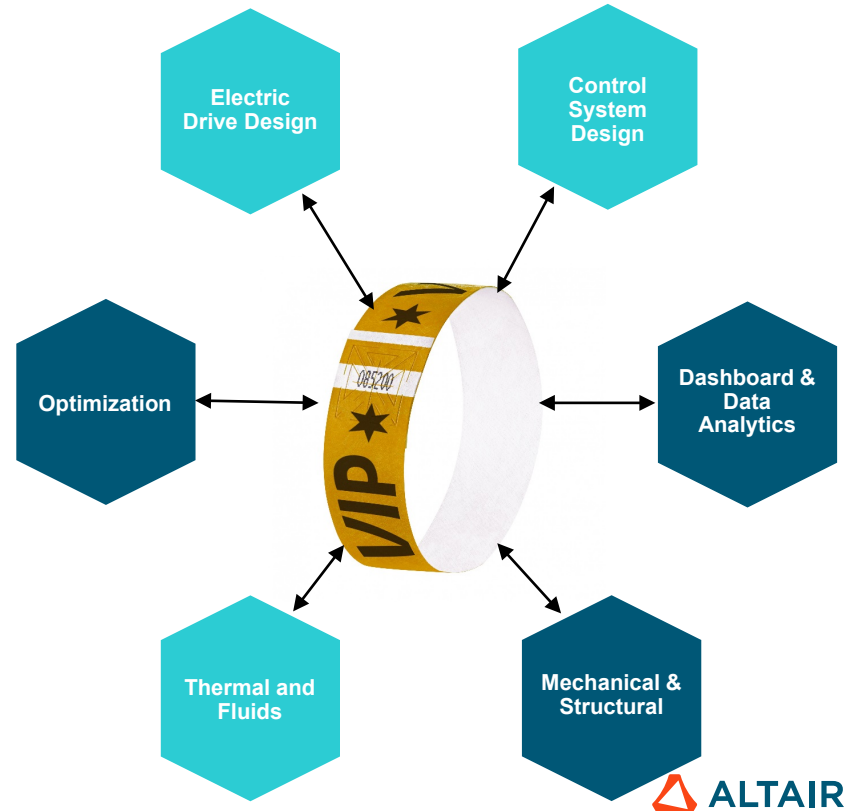 Electric
Drive Design
Control
System
Design
085200
VIP
Optimization
Dashboard &
Data
Analytics
Thermal and
Fluids
Mechanical &
Structural
ALTAIR